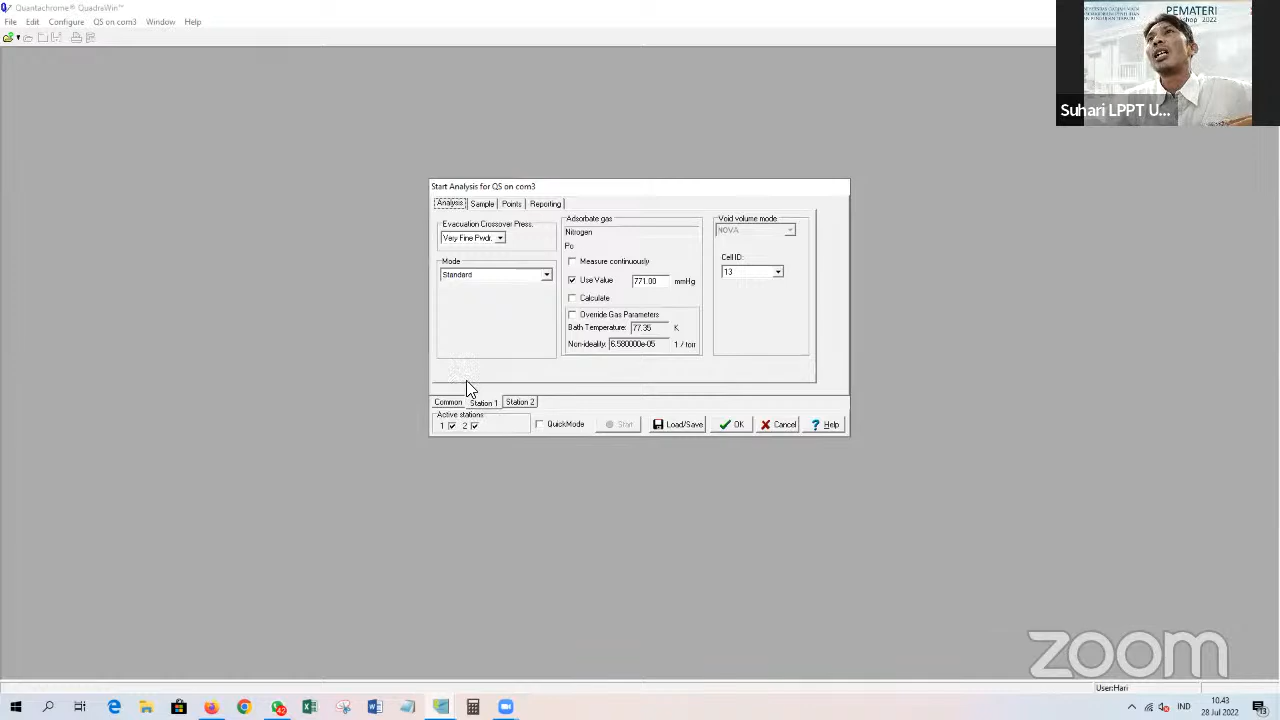 Quantachrome® QuadraWin™
File Edit Configure QS on com3 Window Help
PEMATERI
2022
Suhari LPPT U...
Start Analysis for QS on com3
Analysis Sample Points Reporting
Evacuation Crossover Press.
Very Fine Pwdr.
Mode
Standard
Adsorbate gas
Nitrogen
Po
Measure continuously
Use Value 771.00 mmHg
Calculate
Override Gas Parameters
Bath Temperature: 77.35 K
Non-ideality: 6.580000e-05 1 / torr
Void volume mode
NOVA
Cell ID:
13
Common Station 1 Station 2
Active stations
1 2
QuickMode Start Load/Save OK Cancel Help
zoom
User:Hari
IND
10.43
28 Jul 2022